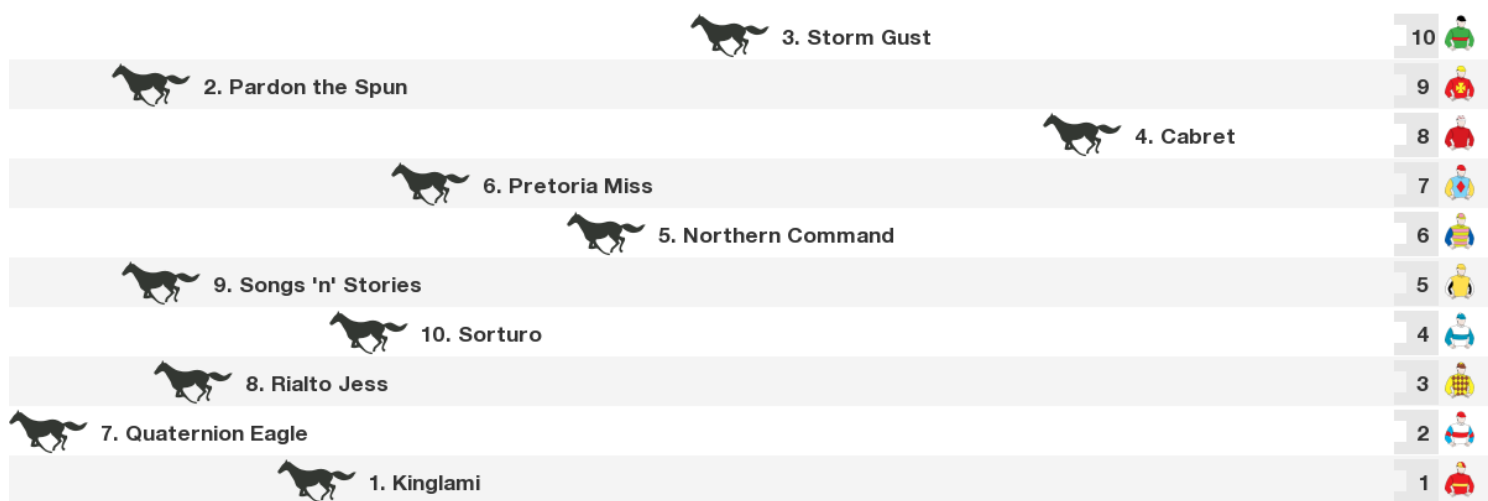 3. Storm Gust 10
2. Pardon the Spun 9
4. Cabret 8
6. Pretoria Miss 7
5. Northern Command 6
9. Songs 'n' Stories 5
10. Sorturo 4
8. Rialto Jess 3
7. Quaternion Eagle 2
1. Kinglami 1